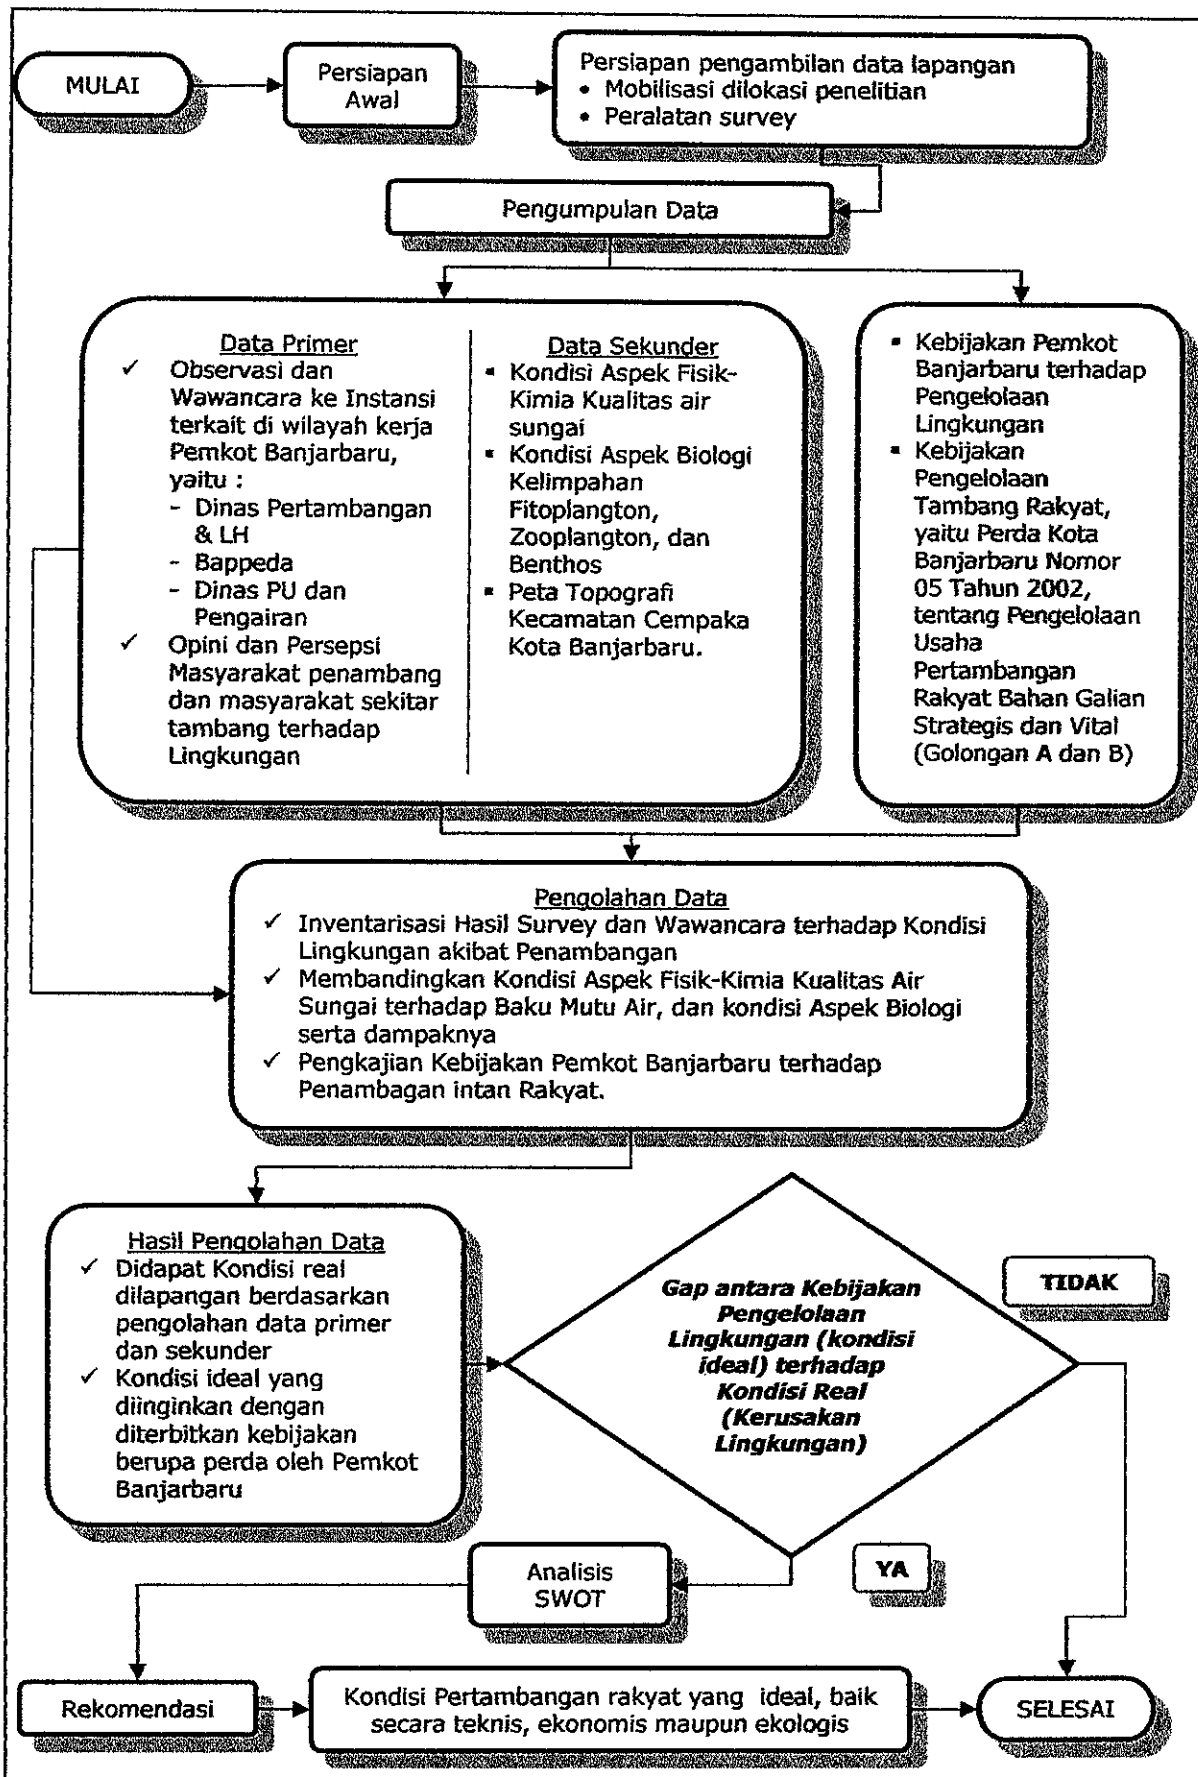 MULAI
Persiapan
Awal
Persiapan pengambilan data lapangan
• Mobilisasi dilokasi penelitian
• Peralatan survey
Pengumpulan Data
Data Primer
✓ Observasi dan
Wawancara ke Instansi
terkait di wilayah kerja
Pemkot Banjarbaru,
yaitu :
- Dinas Pertambangan
& LH
- Bappeda
- Dinas PU dan
Pengairan
✓ Opini dan Persepsi
Masyarakat penambang
dan masyarakat sekitar
tambang terhadap
Lingkungan
Data Sekunder
▪ Kondisi Aspek Fisik-
Kimia Kualitas air
sungai
▪ Kondisi Aspek Biologi
Kelimpahan
Fitoplangton,
Zooplangton, dan
Benthos
▪ Peta Topografi
Kecamatan Cempaka
Kota Banjarbaru.
▪ Kebijakan Pemkot
Banjarbaru terhadap
Pengelolaan
Lingkungan
▪ Kebijakan
Pengelolaan
Tambang Rakyat,
yaitu Perda Kota
Banjarbaru Nomor
05 Tahun 2002,
tentang Pengelolaan
Usaha
Pertambangan
Rakyat Bahan Galian
Strategis dan Vital
(Golongan A dan B)
Pengolahan Data
✓ Inventarisasi Hasil Survey dan Wawancara terhadap Kondisi
Lingkungan akibat Penambangan
✓ Membandingkan Kondisi Aspek Fisik-Kimia Kualitas Air
Sungai terhadap Baku Mutu Air, dan kondisi Aspek Biologi
serta dampaknya
✓ Pengkajian Kebijakan Pemkot Banjarbaru terhadap
Penambagan intan Rakyat.
Hasil Pengolahan Data
✓ Didapat Kondisi real
dilapangan berdasarkan
pengolahan data primer
dan sekunder
✓ Kondisi ideal yang
diinginkan dengan
diterbitkan kebijakan
berupa perda oleh Pemkot
Banjarbaru
Gap antara Kebijakan
Pengelolaan
Lingkungan (kondisi
ideal) terhadap
Kondisi Real
(Kerusakan
Lingkungan)
TIDAK
YA
Analisis
SWOT
Rekomendasi
Kondisi Pertambangan rakyat yang ideal, baik
secara teknis, ekonomis maupun ekologis
SELESAI